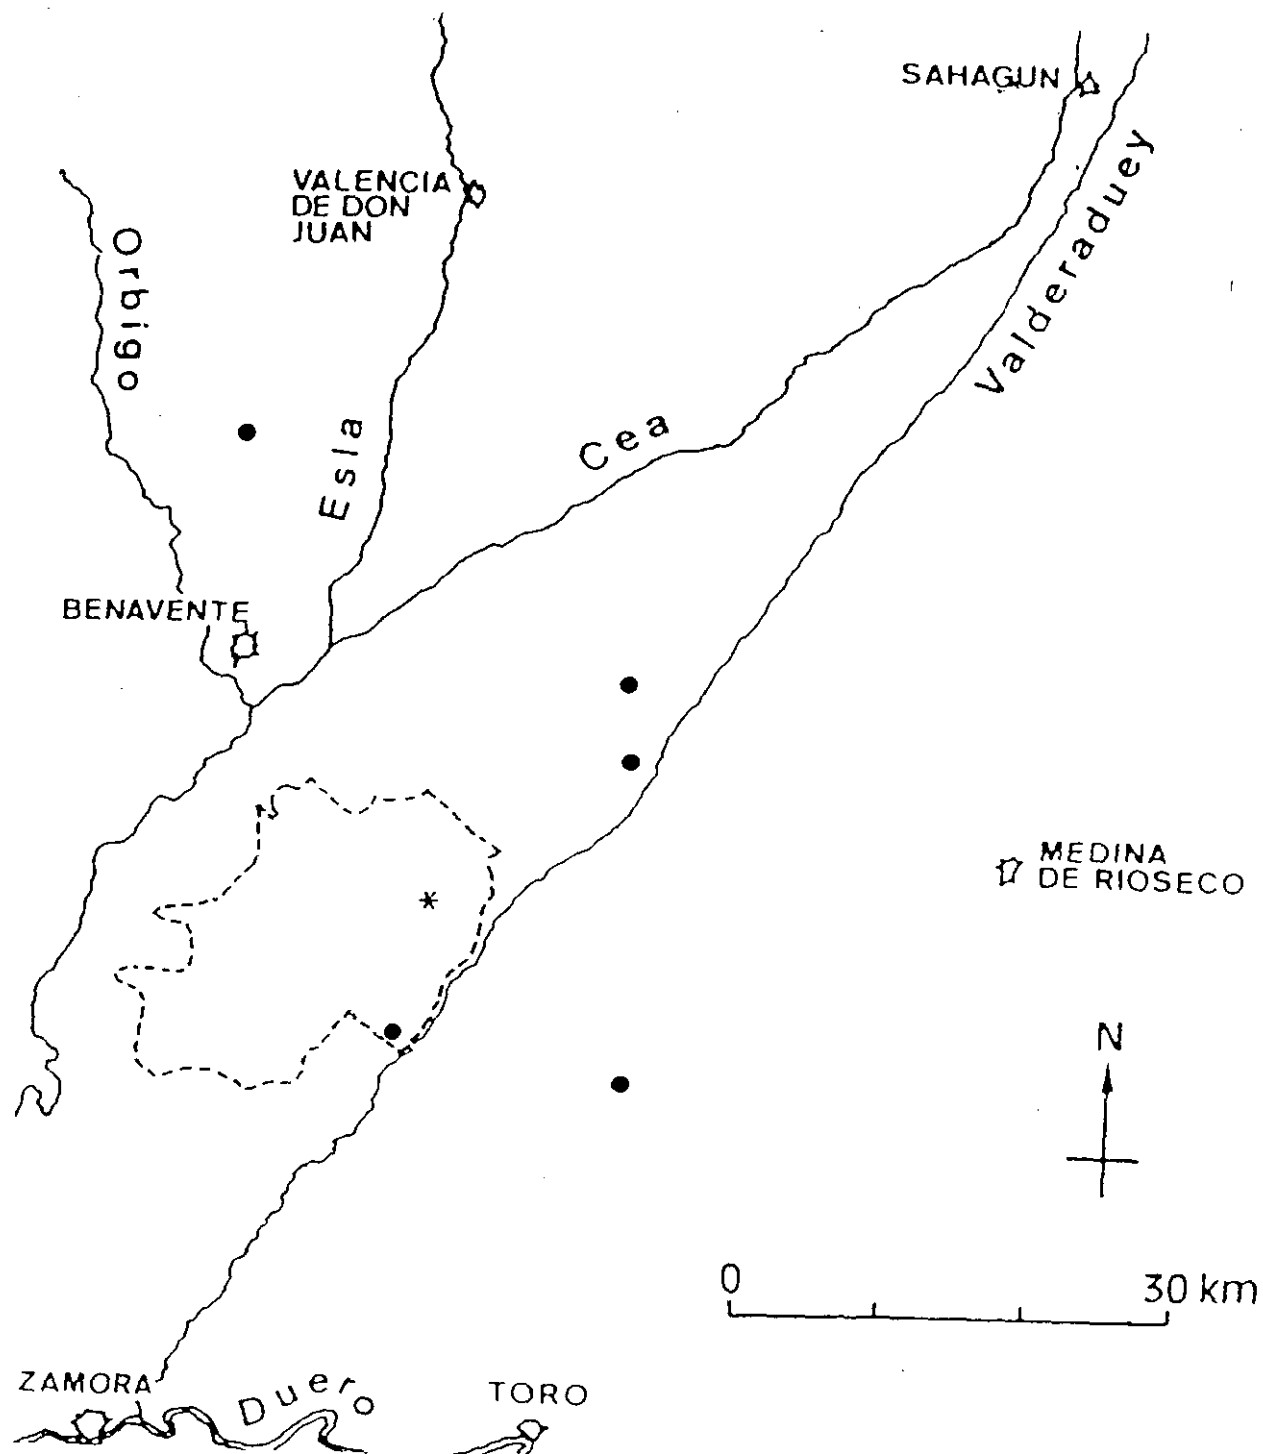 SAHAGUN
VALENCIA
DE DON
JUAN
Orbigo
Valderaduey
Esla
Cea
BENAVENTE
MEDINA
DE RIOSECO
N
0
30 km
ZAMORA
Duero
TORO